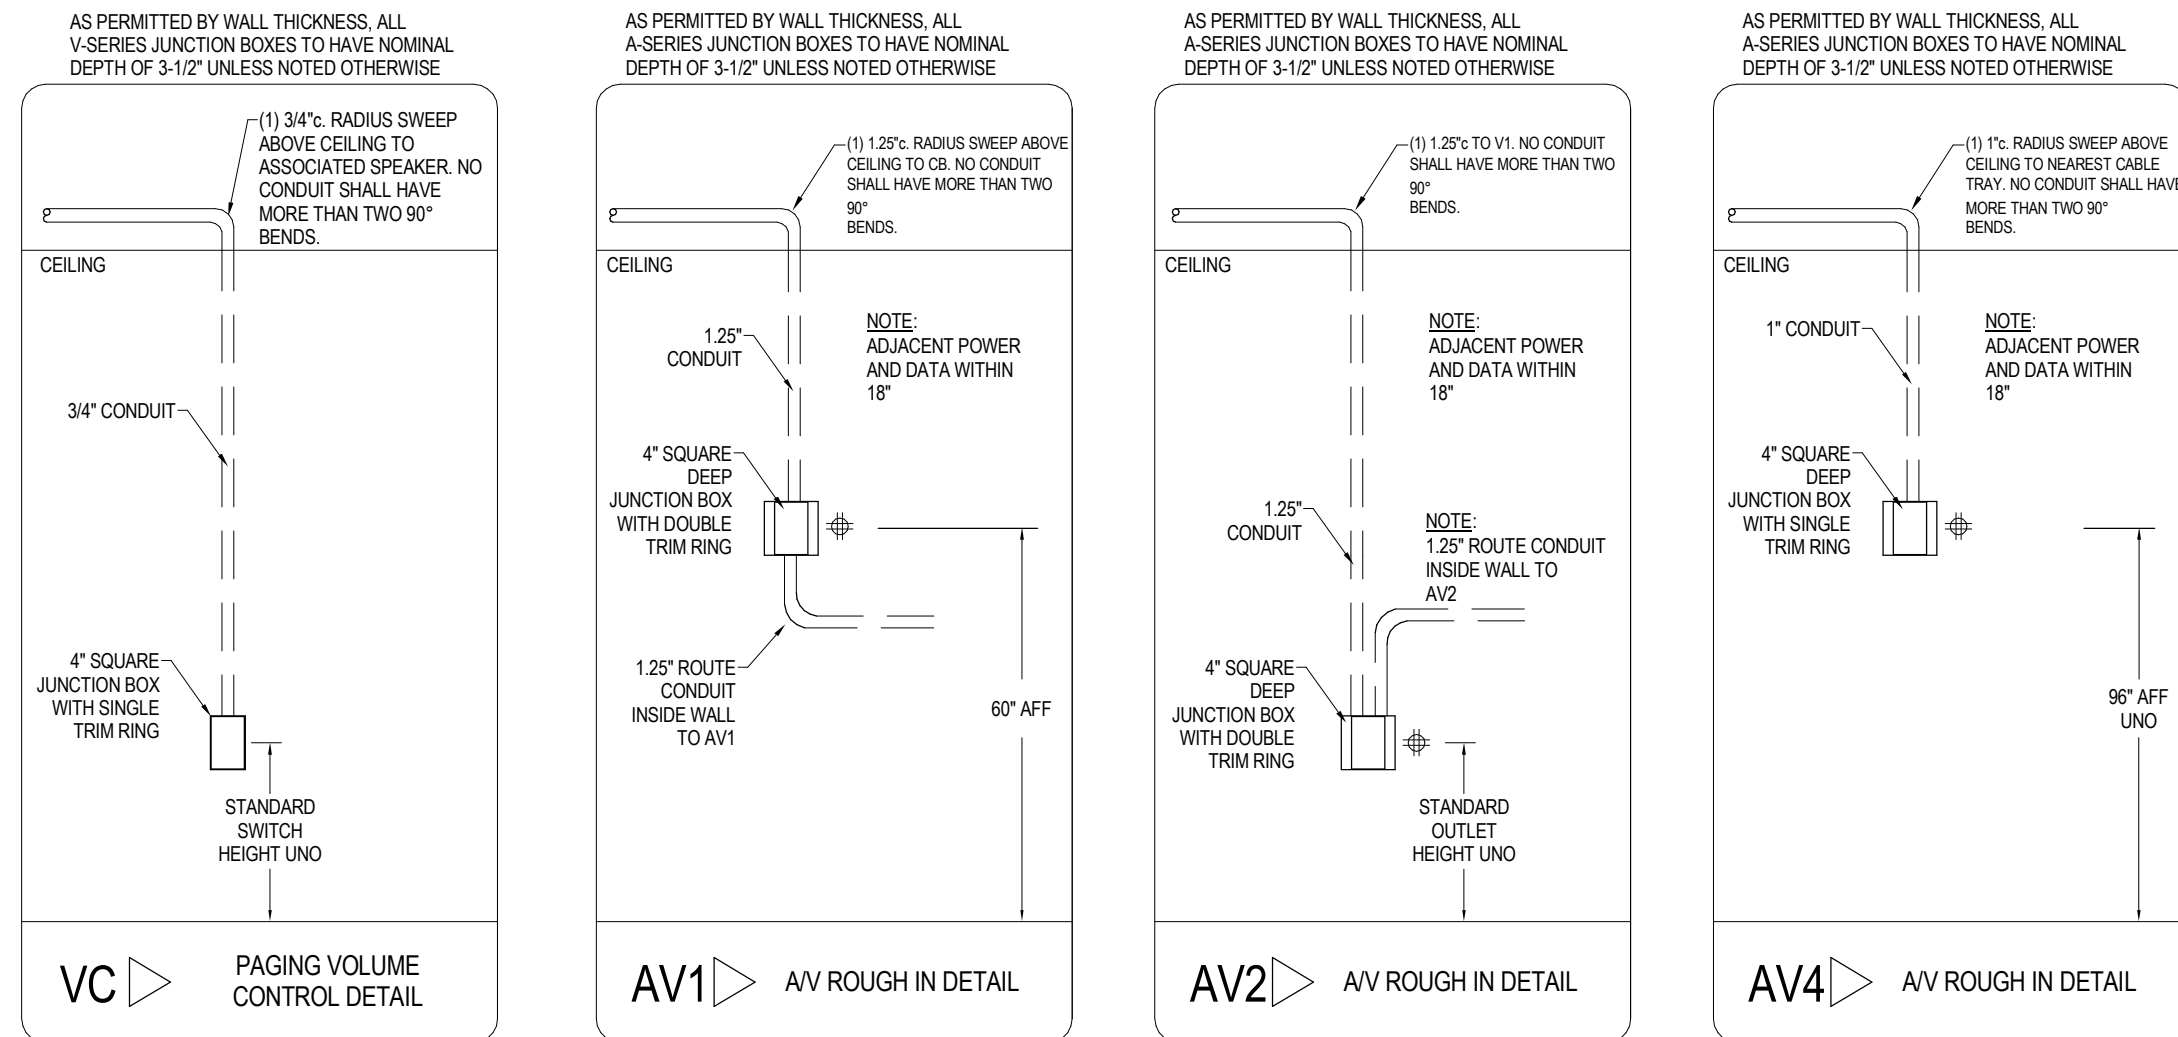 AS PERMITTED BY WALL THICKNESS, ALL
V-SERIES JUNCTION BOXES TO HAVE NOMINAL
DEPTH OF 3-1/2" UNLESS NOTED OTHERWISE
(1) 3/4"c. RADIUS SWEEP
ABOVE CEILING TO
ASSOCIATED SPEAKER. NO
CONDUIT SHALL HAVE
MORE THAN TWO 90°
BENDS.
CEILING
3/4" CONDUIT
4" SQUARE
JUNCTION BOX
WITH SINGLE
TRIM RING
STANDARD
SWITCH
HEIGHT UNO
VC
PAGING VOLUME
CONTROL DETAIL
AS PERMITTED BY WALL THICKNESS, ALL
A-SERIES JUNCTION BOXES TO HAVE NOMINAL
DEPTH OF 3-1/2" UNLESS NOTED OTHERWISE
(1) 1.25"c. RADIUS SWEEP ABOVE
CEILING TO CB. NO CONDUIT
SHALL HAVE MORE THAN TWO
90°
BENDS.
CEILING
1.25"
CONDUIT
NOTE:
ADJACENT POWER
AND DATA WITHIN
18"
4" SQUARE
DEEP
JUNCTION BOX
WITH DOUBLE
TRIM RING
1.25" ROUTE
CONDUIT
INSIDE WALL
TO AV1
60" AFF
AV1
A/V ROUGH IN DETAIL
AS PERMITTED BY WALL THICKNESS, ALL
A-SERIES JUNCTION BOXES TO HAVE NOMINAL
DEPTH OF 3-1/2" UNLESS NOTED OTHERWISE
(1) 1.25"c TO V1. NO CONDUIT
SHALL HAVE MORE THAN TWO
90°
BENDS.
CEILING
NOTE:
ADJACENT POWER
AND DATA WITHIN
18"
1.25"
CONDUIT
NOTE:
1.25" ROUTE CONDUIT
INSIDE WALL TO
AV2
4" SQUARE
DEEP
JUNCTION BOX
WITH DOUBLE
TRIM RING
STANDARD
OUTLET
HEIGHT UNO
AV2
A/V ROUGH IN DETAIL
AS PERMITTED BY WALL THICKNESS, ALL
A-SERIES JUNCTION BOXES TO HAVE NOMINAL
DEPTH OF 3-1/2" UNLESS NOTED OTHERWISE
(1) 1"c. RADIUS SWEEP ABOVE
CEILING TO NEAREST CABLE
TRAY. NO CONDUIT SHALL HAVE
MORE THAN TWO 90°
BENDS.
CEILING
1" CONDUIT
NOTE:
ADJACENT POWER
AND DATA WITHIN
18"
4" SQUARE
DEEP
JUNCTION BOX
WITH SINGLE
TRIM RING
96" AFF
UNO
AV4
A/V ROUGH IN DETAIL